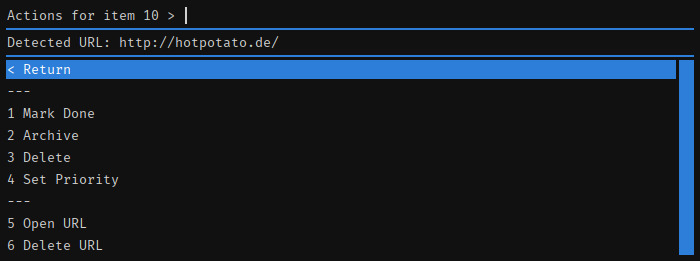 Actions for item 10 >
Detected URL: http://hotpotato.de/
< Return
---
1 Mark Done
2 Archive
3 Delete
4 Set Priority
---
5 Open URL
6 Delete URL